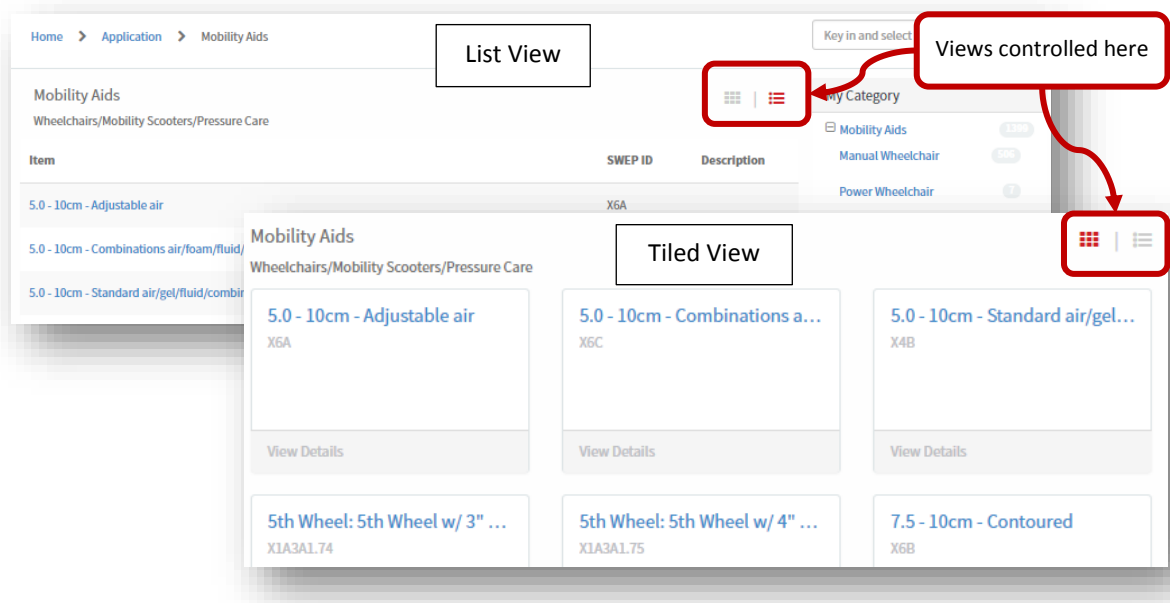 Home > Application > Mobility Aids
Key in and select
List View
Views controlled here
Mobility Aids
Wheelchairs/Mobility Scooters/Pressure Care
My Category
Mobility Aids
Manual Wheelchair
Power Wheelchair 7
Item SWEP ID Description
5.0 - 10cm - Adjustable air X6A
5.0 - 10cm - Combinations air/foam/fluid/
5.0 - 10cm - Standard air/gel/fluid/combin
Mobility Aids
Tiled View
Wheelchairs/Mobility Scooters/Pressure Care
5.0 - 10cm - Adjustable air
X6A
View Details
5.0 - 10cm - Combinations a...
X6C
View Details
5.0 - 10cm - Standard air/gel...
X4B
View Details
5th Wheel: 5th Wheel w/ 3" ...
X1A3A1.74
5th Wheel: 5th Wheel w/ 4" ...
X1A3A1.75
7.5 - 10cm - Contoured
X6B